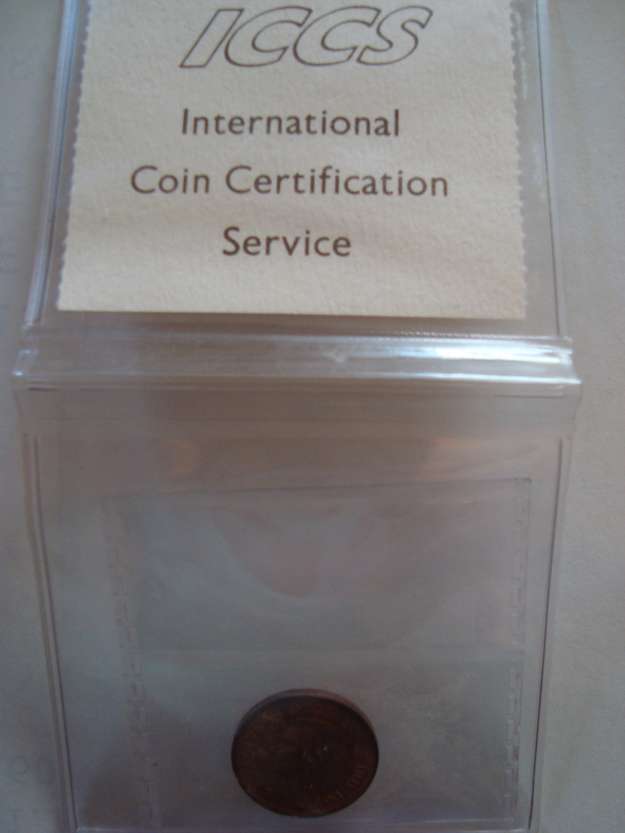 ICCS
International
Coin Certification
Service